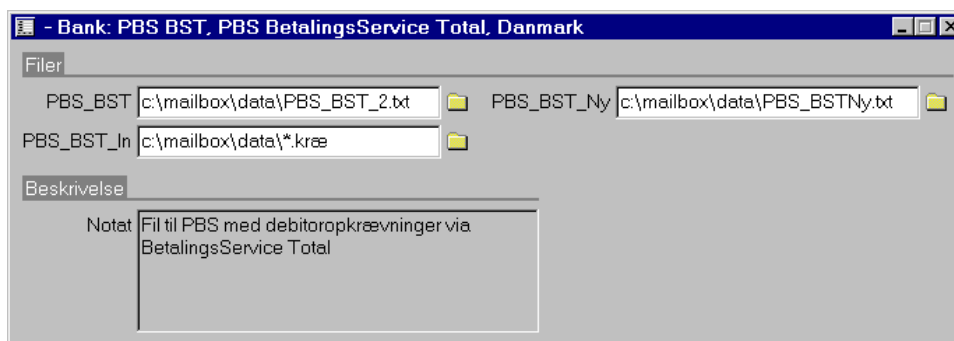 - Bank: PBS BST, PBS BetalingsService Total, Danmark
Filer
PBS_BST c:\mailbox\data\PBS_BST_2.txt PBS_BST_Ny c:\mailbox\data\PBS_BSTNy.txt
PBS_BST_In c:\mailbox\data\*.kræ
Beskrivelse
Notat Fil til PBS med debitoropkrævninger via
BetalingsService Total